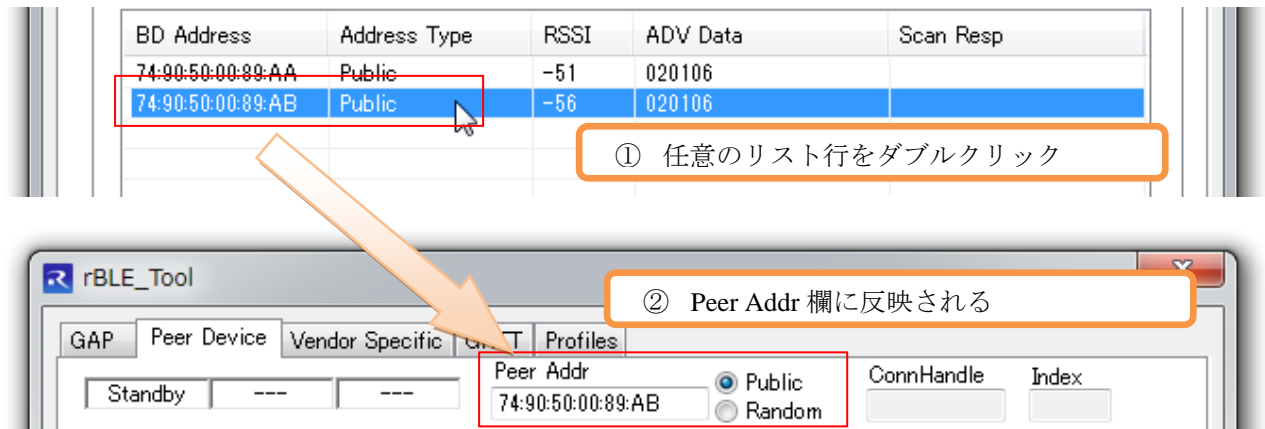 BD Address Address Type RSSI ADV Data Scan Resp
74:90:50:00:89:AA Public -51 020106
74:90:50:00:89:AB Public -56 020106
① 任意のリスト行をダブルクリック
rBLE_Tool
② Peer Addr 欄に反映される
GAP Peer Device Vendor Specific Profiles
Peer Addr Public ConnHandle Index
Standby --- --- 74:90:50:00:89:AB Random